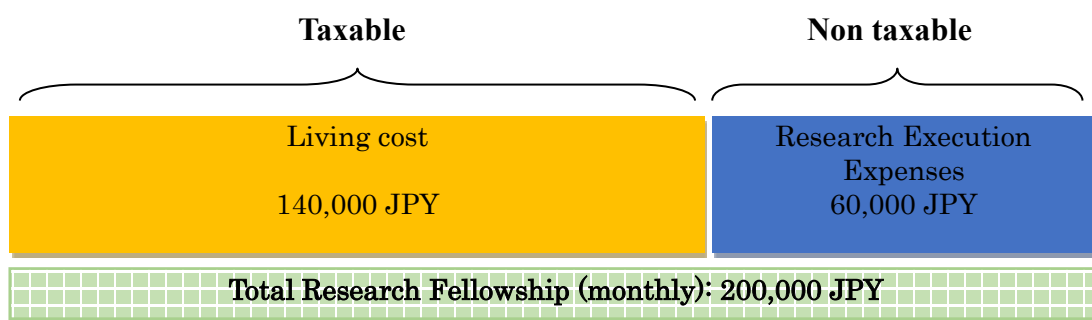 Taxable
Non taxable
Living cost
140,000 JPY
Research Execution
Expenses
60,000 JPY
Total Research Fellowship (monthly): 200,000 JPY